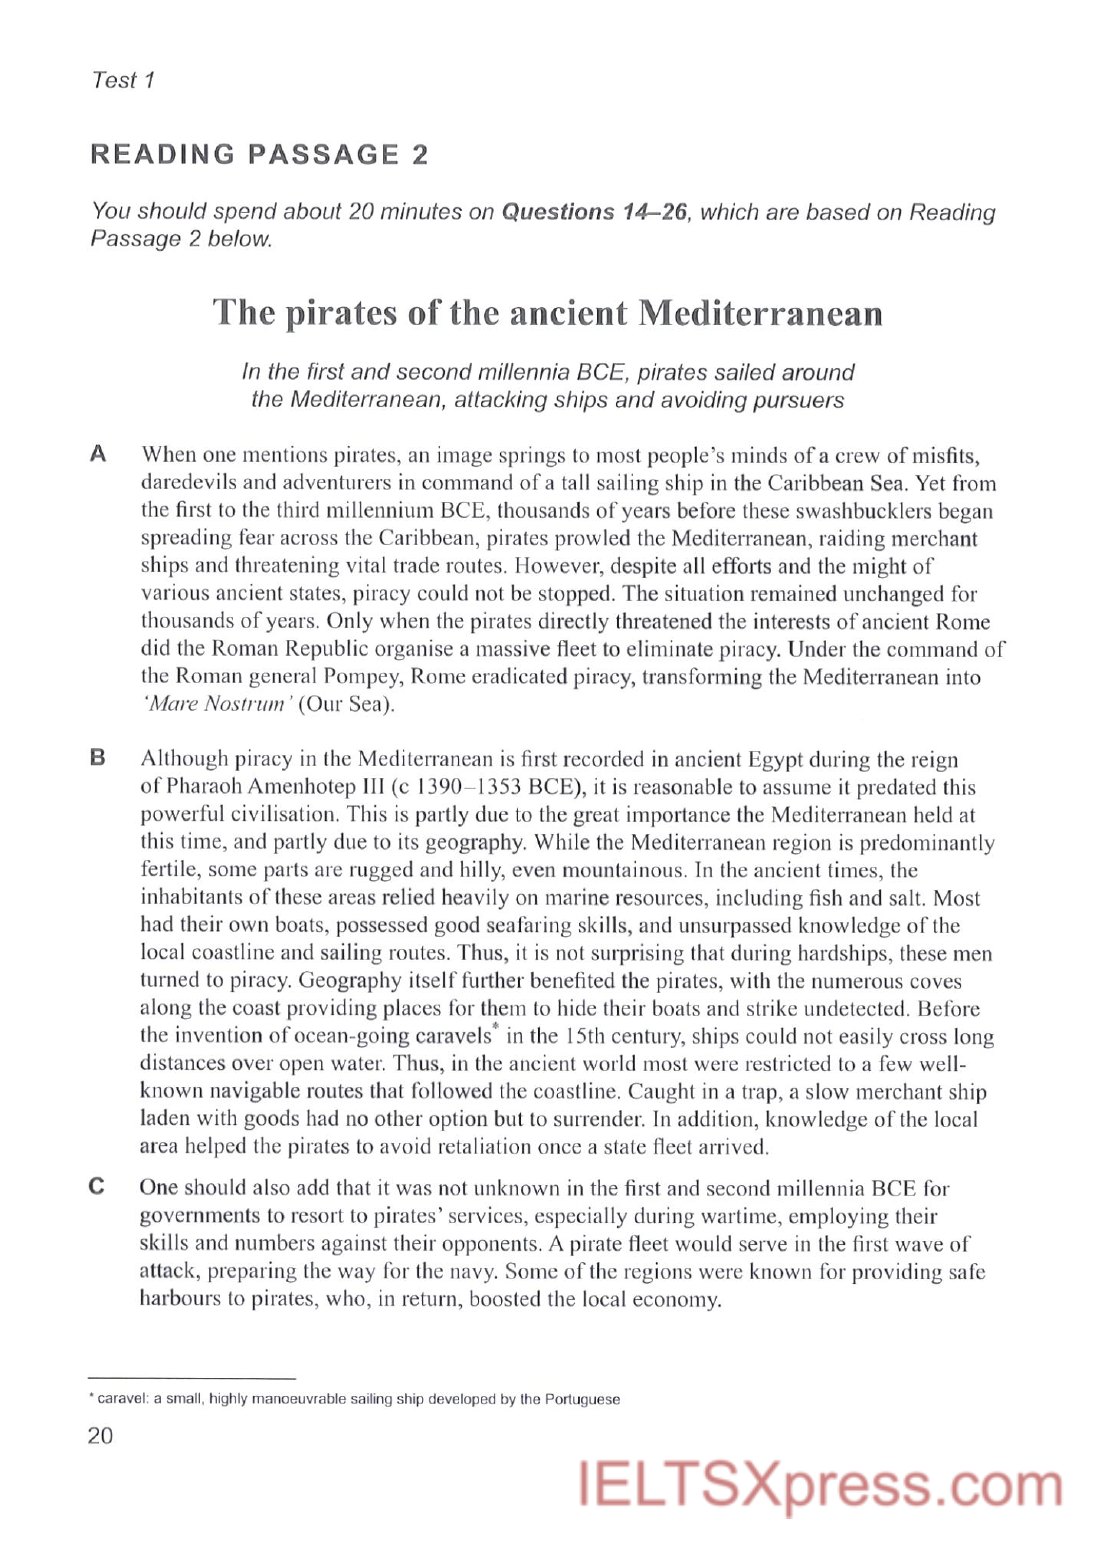 Test 1
READING PASSAGE 2
You should spend about 20 minutes on Questions 14–26, which are based on Reading
Passage 2 below.
The pirates of the ancient Mediterranean
In the first and second millennia BCE, pirates sailed around
the Mediterranean, attacking ships and avoiding pursuers
A When one mentions pirates, an image springs to most people's minds of a crew of misfits,
daredevils and adventurers in command of a tall sailing ship in the Caribbean Sea. Yet from
the first to the third millennium BCE, thousands of years before these swashbucklers began
spreading fear across the Caribbean, pirates prowled the Mediterranean, raiding merchant
ships and threatening vital trade routes. However, despite all efforts and the might of
various ancient states, piracy could not be stopped. The situation remained unchanged for
thousands of years. Only when the pirates directly threatened the interests of ancient Rome
did the Roman Republic organise a massive fleet to eliminate piracy. Under the command of
the Roman general Pompey, Rome eradicated piracy, transforming the Mediterranean into
'Mare Nostrum' (Our Sea).
B Although piracy in the Mediterranean is first recorded in ancient Egypt during the reign
of Pharaoh Amenhotep III (c 1390–1353 BCE), it is reasonable to assume it predated this
powerful civilisation. This is partly due to the great importance the Mediterranean held at
this time, and partly due to its geography. While the Mediterranean region is predominantly
fertile, some parts are rugged and hilly, even mountainous. In the ancient times, the
inhabitants of these areas relied heavily on marine resources, including fish and salt. Most
had their own boats, possessed good seafaring skills, and unsurpassed knowledge of the
local coastline and sailing routes. Thus, it is not surprising that during hardships, these men
turned to piracy. Geography itself further benefited the pirates, with the numerous coves
along the coast providing places for them to hide their boats and strike undetected. Before
the invention of ocean-going caravels* in the 15th century, ships could not easily cross long
distances over open water. Thus, in the ancient world most were restricted to a few well-
known navigable routes that followed the coastline. Caught in a trap, a slow merchant ship
laden with goods had no other option but to surrender. In addition, knowledge of the local
area helped the pirates to avoid retaliation once a state fleet arrived.
C One should also add that it was not unknown in the first and second millennia BCE for
governments to resort to pirates' services, especially during wartime, employing their
skills and numbers against their opponents. A pirate fleet would serve in the first wave of
attack, preparing the way for the navy. Some of the regions were known for providing safe
harbours to pirates, who, in return, boosted the local economy.
* caravel: a small, highly manoeuvrable sailing ship developed by the Portuguese
20
IELTSXpress.com